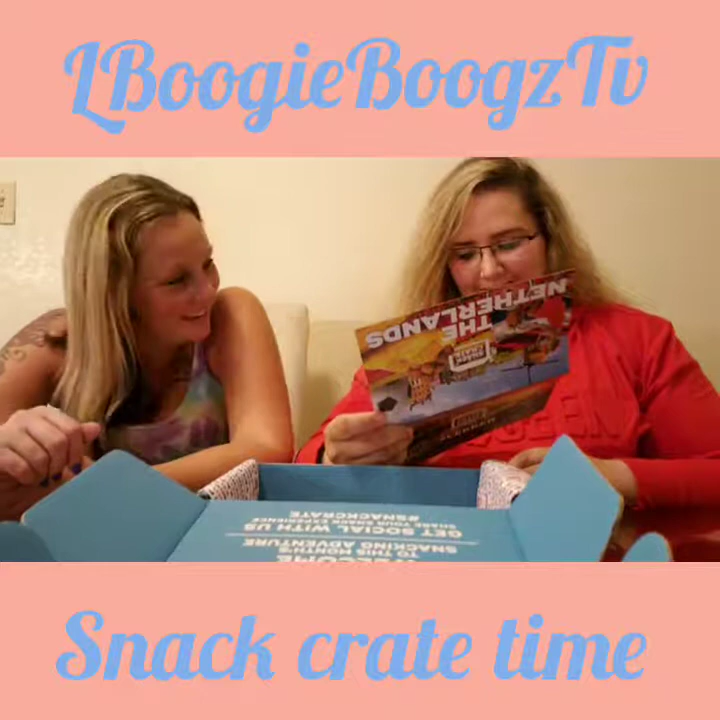 LBoogieBoogzTv
THE
NETHERLANDS
QUEEN
WELCOME
TO THIS MONTH'S
SNACKING ADVENTURE
GET SOCIAL WITH US
SHARE YOUR SNACK EXPERIENCE
#SNACKCRATE
Snack crate time